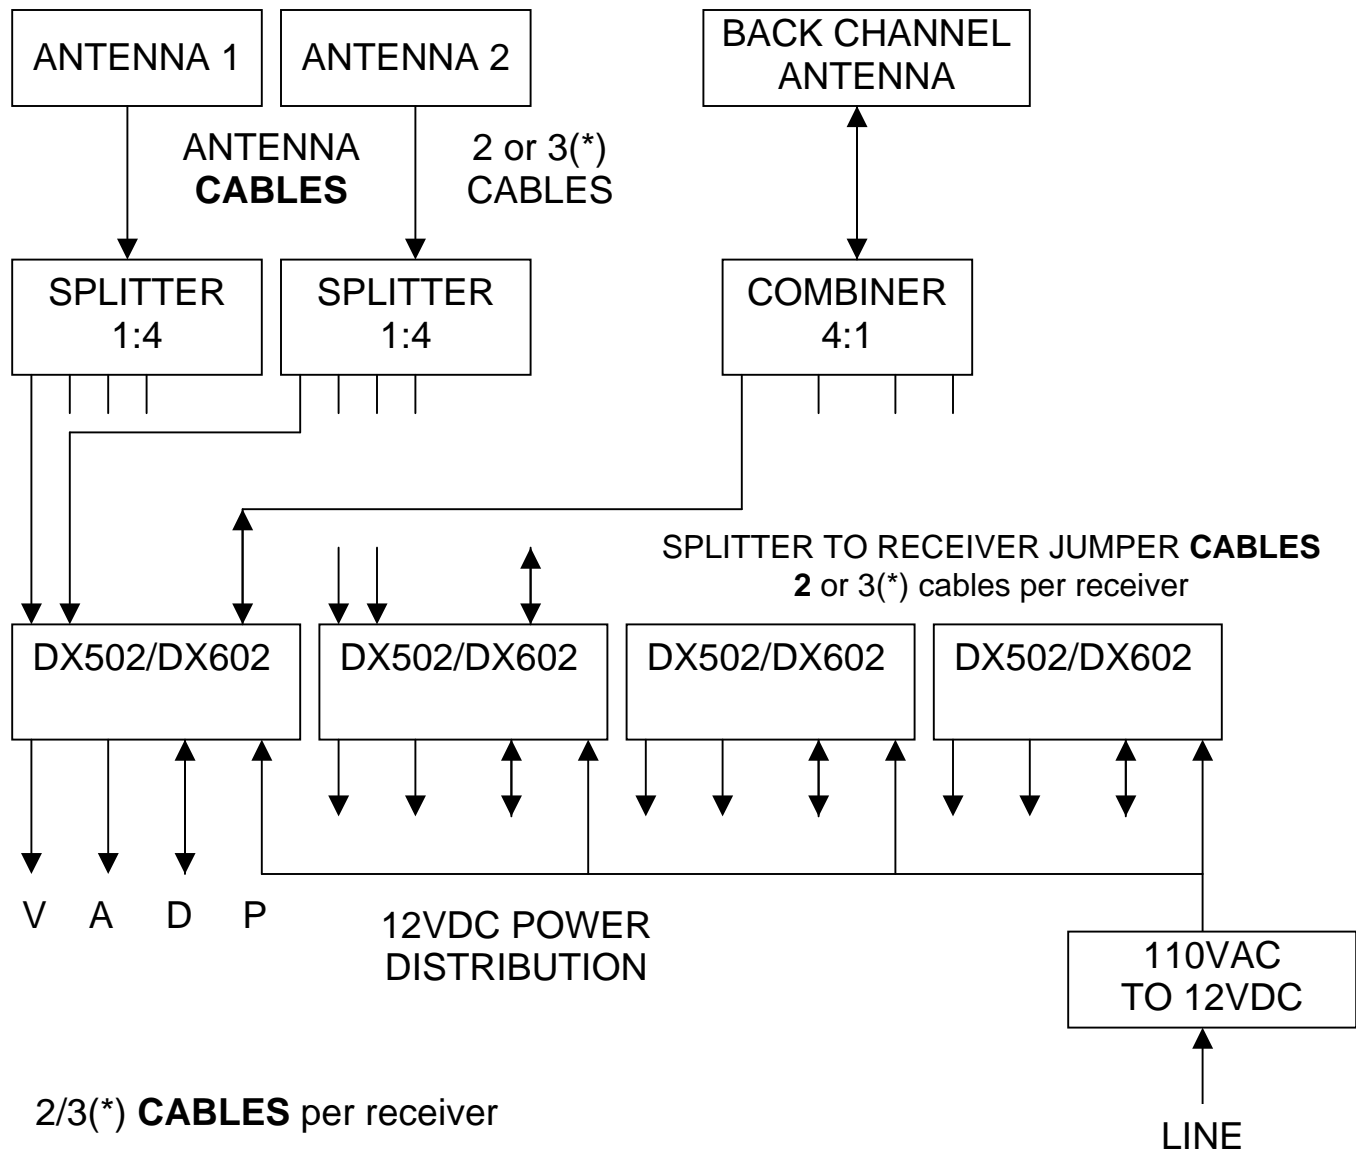 ANTENNA 1
ANTENNA 2
BACK CHANNEL
ANTENNA
ANTENNA
CABLES
2 or 3(*)
CABLES
SPLITTER
1:4
SPLITTER
1:4
COMBINER
4:1
SPLITTER TO RECEIVER JUMPER CABLES
2 or 3(*) cables per receiver
DX502/DX602
DX502/DX602
DX502/DX602
DX502/DX602
V A D P
12VDC POWER
DISTRIBUTION
110VAC
TO 12VDC
2/3(*) CABLES per receiver
LINE